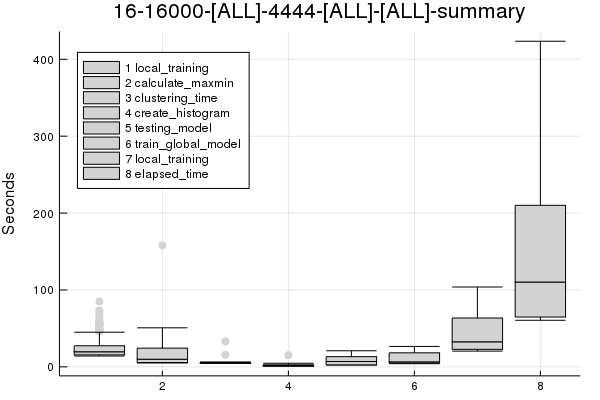 16-16000-[ALL]-4444-[ALL]-[ALL]-summary
400
300
200
100
0
Seconds
1 local_training
2 calculate_maxmin
3 clustering_time
4 create_histogram
5 testing_model
6 train_global_model
7 local_training
8 elapsed_time
2
4
6
8